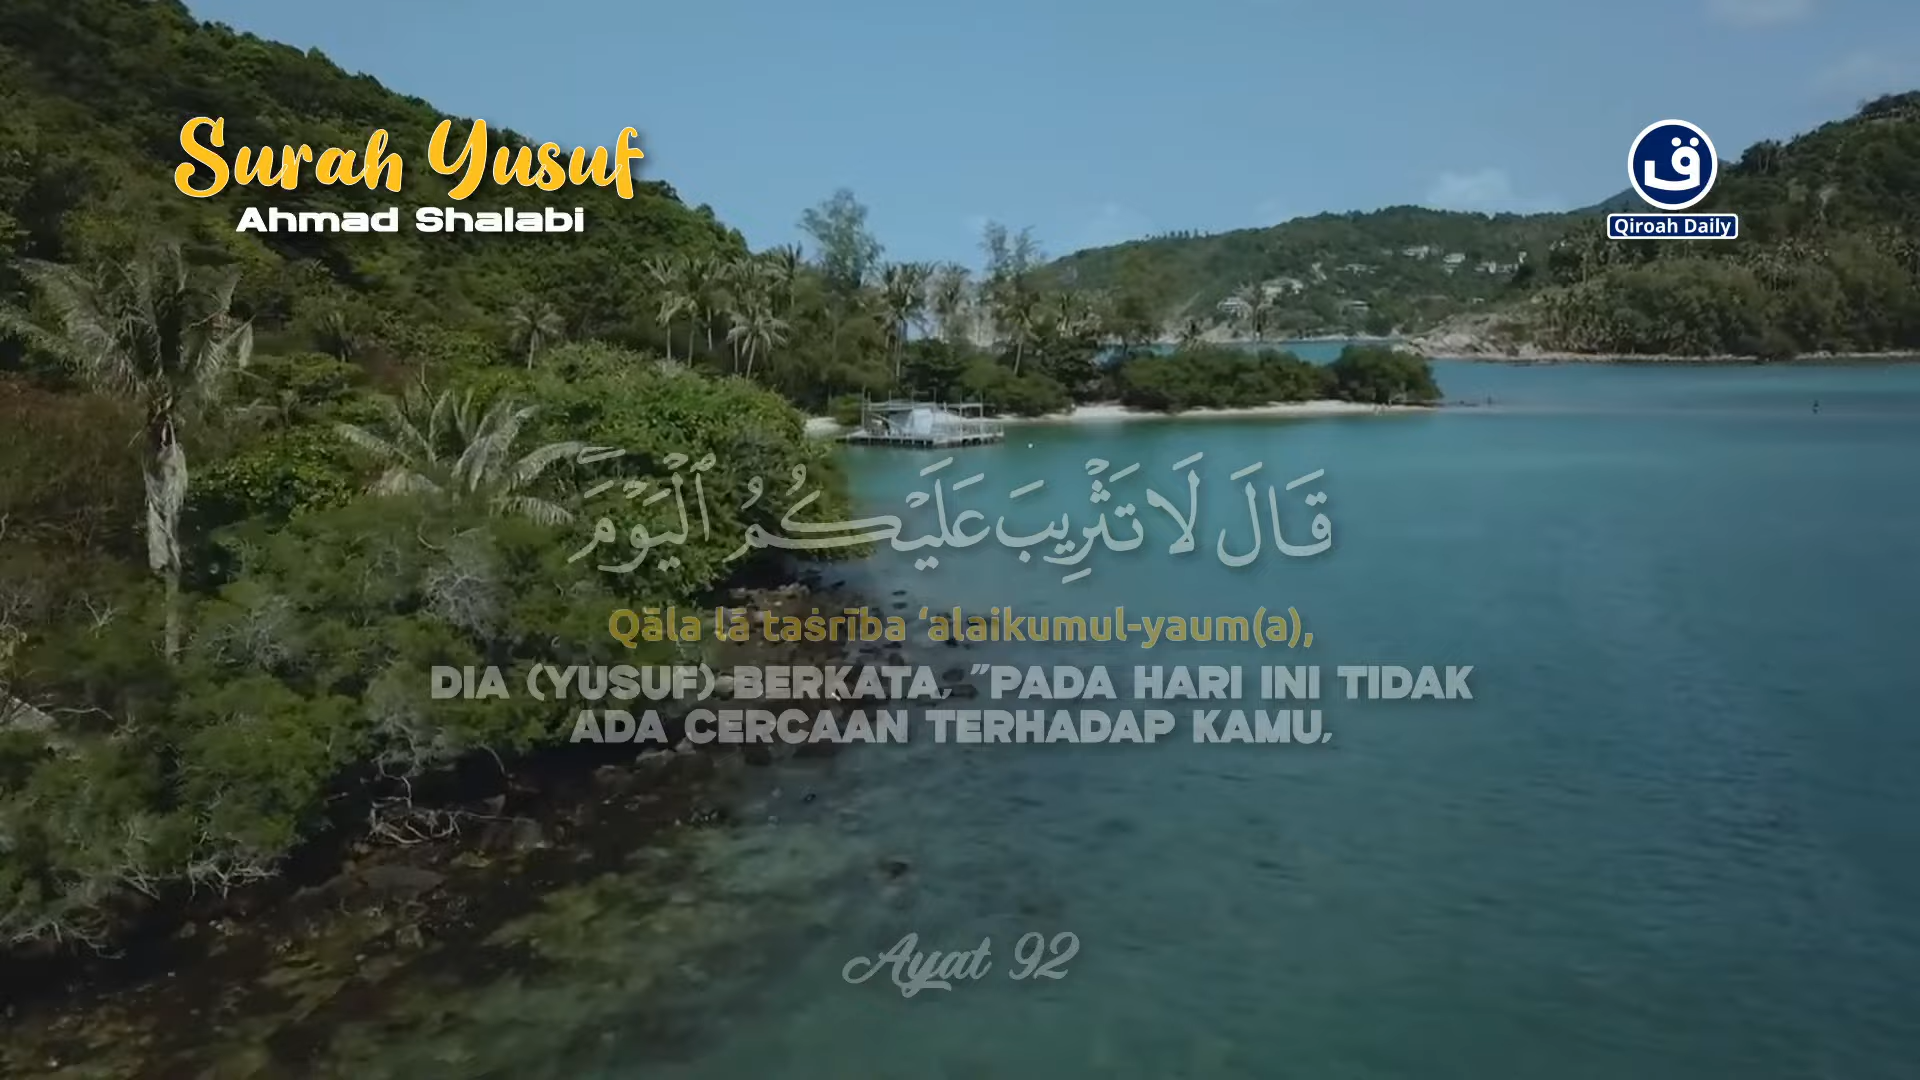 Surah Yusuf
Ahmad Shalabi
ق
Qiroah Daily
قَالَ لَا تَثْرِيبَ عَلَيْكُمُ ٱلْيَوْمَۖ
Qāla lā taṡrība ‘alaikumul-yaum(a),
DIA (YUSUF) BERKATA, "PADA HARI INI TIDAK
ADA CERCAAN TERHADAP KAMU,
Ayat 92